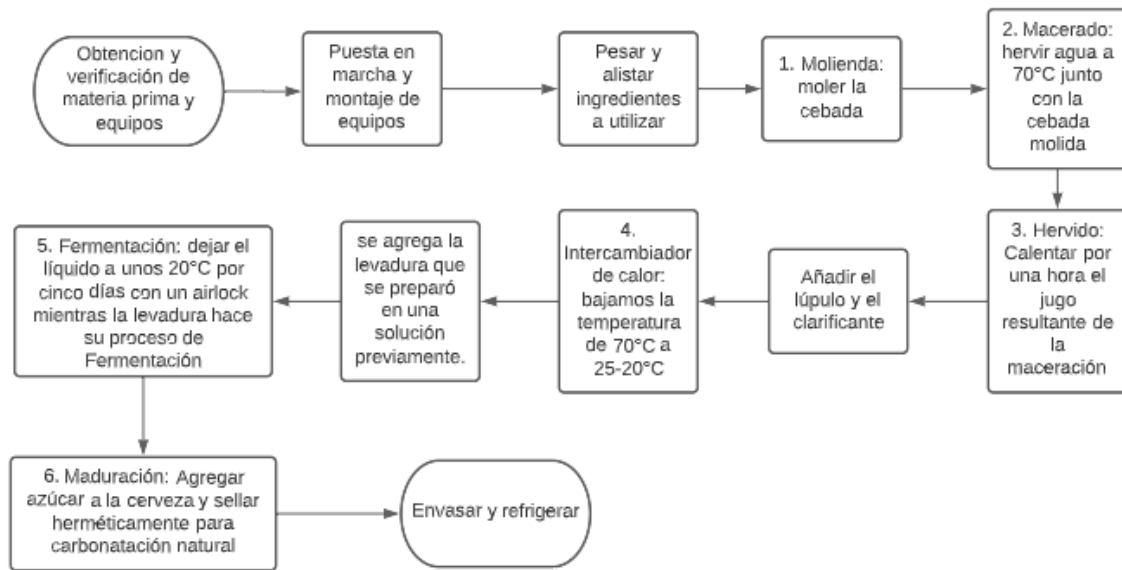 Obtencion y
verificación de
materia prima y
equipos
Puesta en
marcha y
montaje de
equipos
Pesar y
alistar
ingredientes
a utilizar
1. Molienda:
moler la
cebada
2. Macerado:
hervir agua a
70°C junto
con la
cebada
molida
3. Hervido:
Calentar por
una hora el
jugo
resultante de
la
maceración
Añadir el
lúpulo y el
clarificante
4.
Intercambiador
de calor:
bajamos la
temperatura
de 70°C a
25-20°C
se agrega la
levadura que
se preparó
en una
solución
previamente.
5. Fermentación: dejar el
líquido a unos 20°C por
cinco días con un airlock
mientras la levadura hace
su proceso de
Fermentación
6. Maduración: Agregar
azúcar a la cerveza y sellar
herméticamente para
carbonatación natural
Envasar y refrigerar